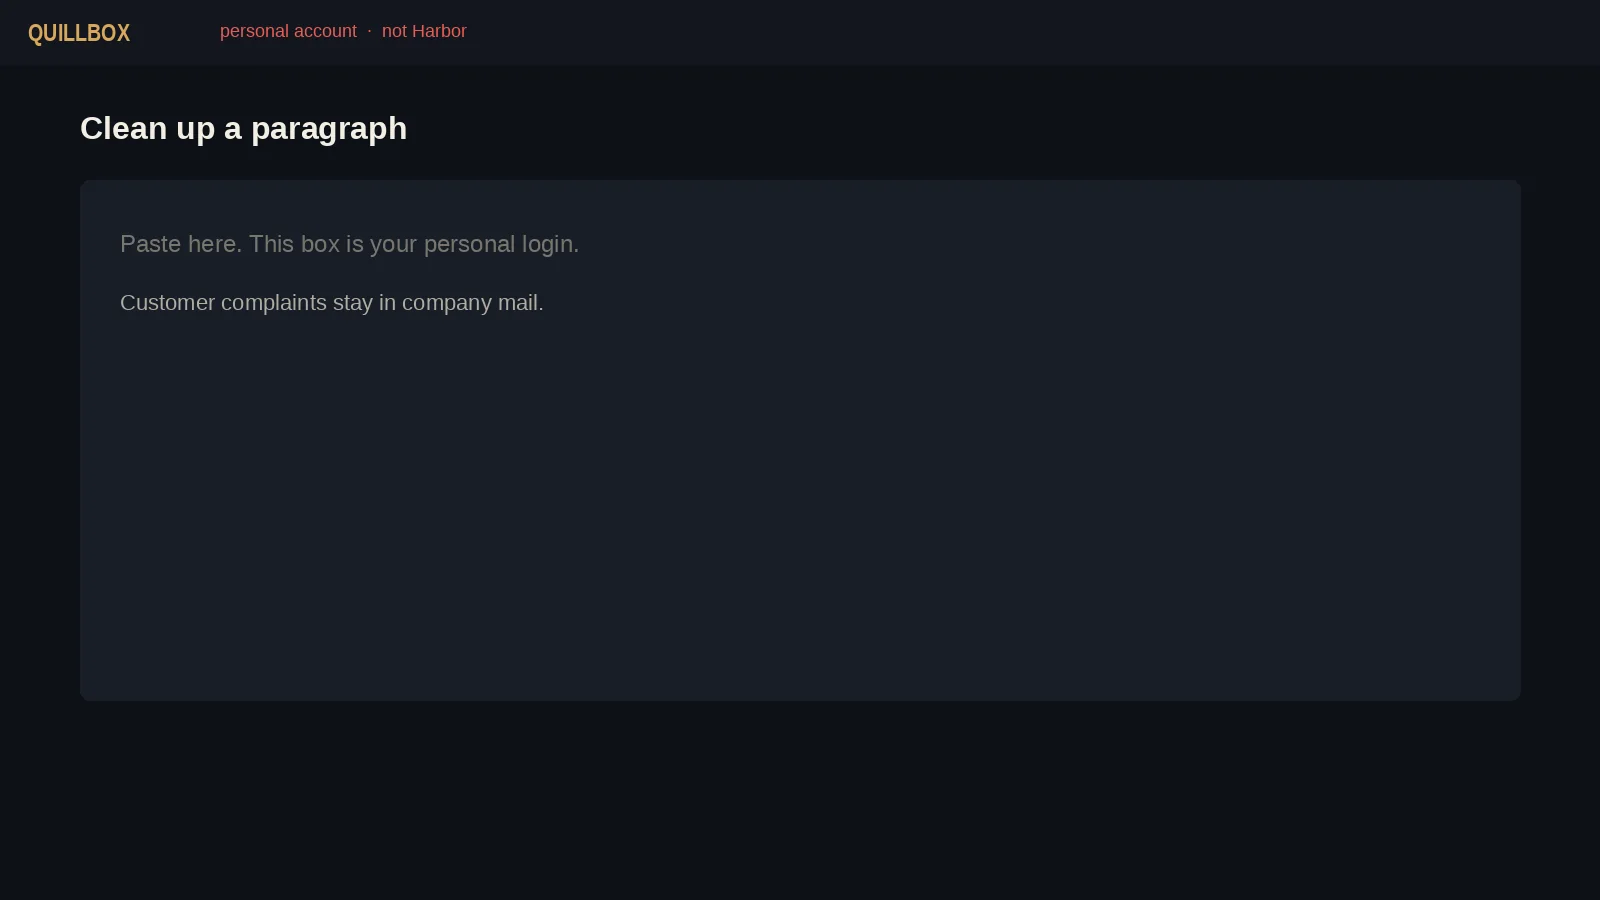 QUILLBOX
personal account · not Harbor
Clean up a paragraph
Paste here. This box is your personal login.
Customer complaints stay in company mail.